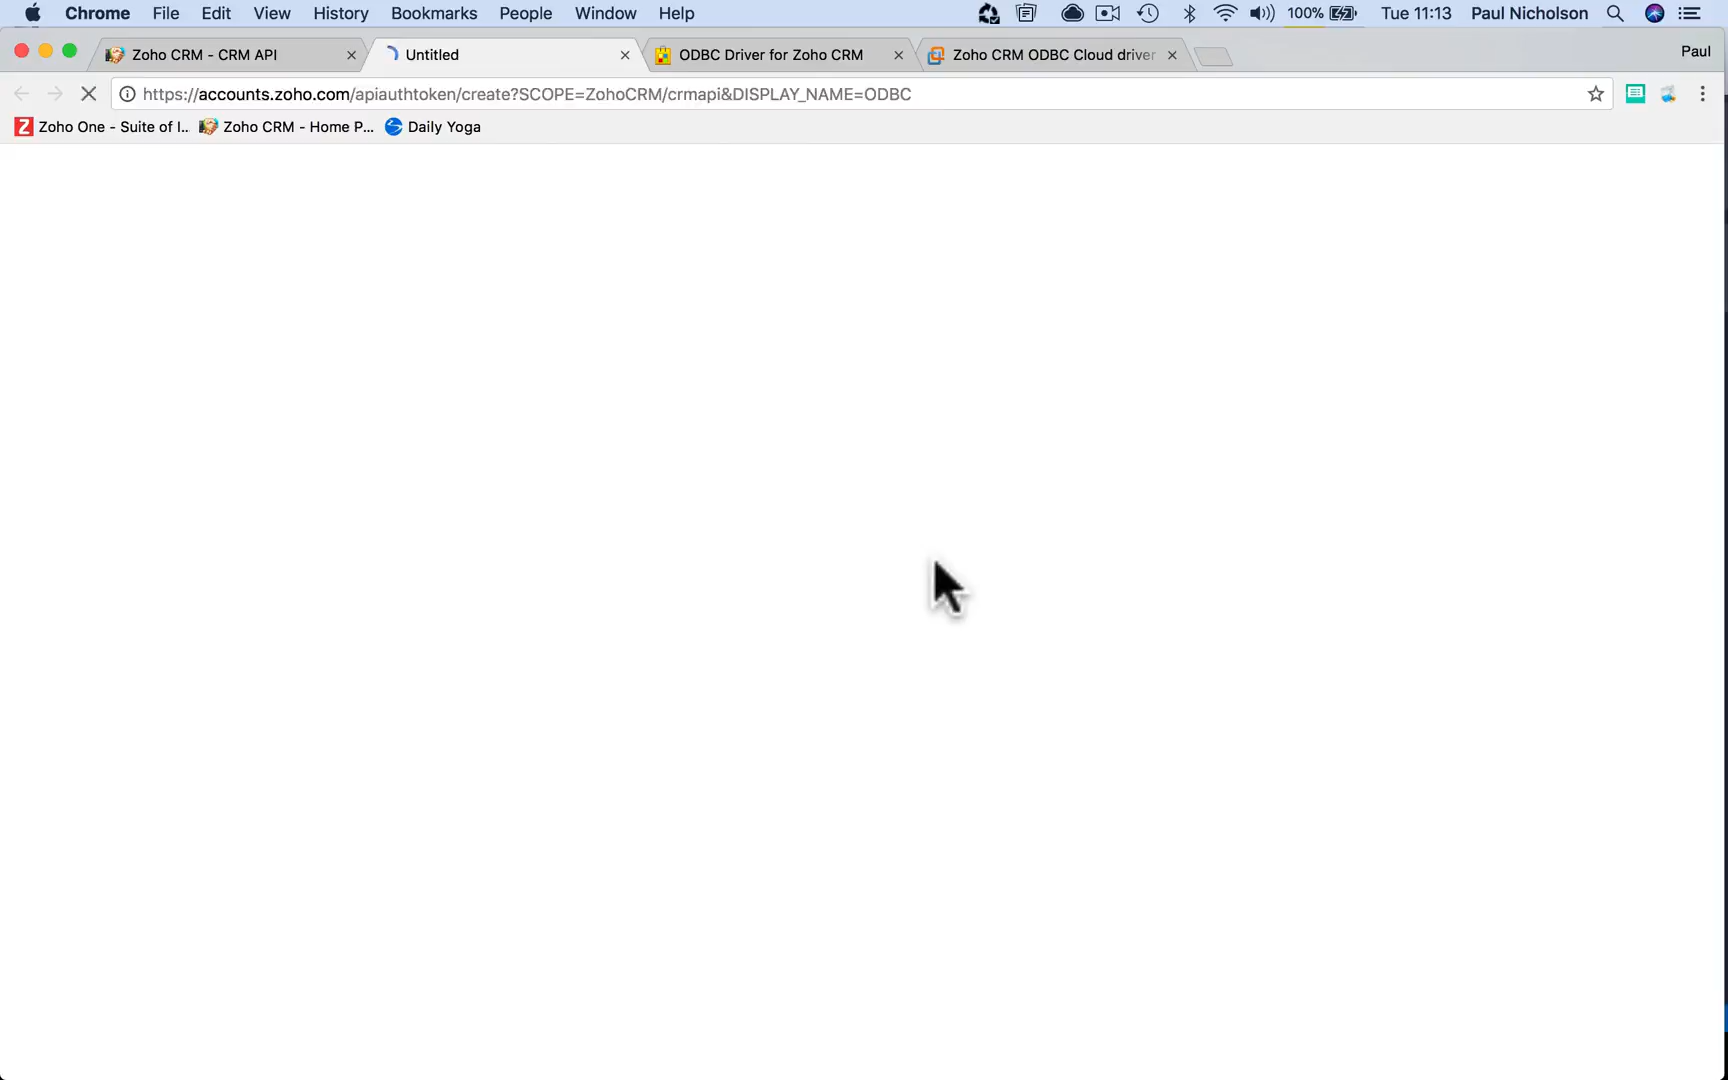 Chrome File Edit View History Bookmarks People Window Help 100% Tue 11:13 Paul Nicholson
Zoho CRM - CRM API Untitled ODBC Driver for Zoho CRM Zoho CRM ODBC Cloud driver Paul
https://accounts.zoho.com/apiauthtoken/create?SCOPE=ZohoCRM/crmapi&DISPLAY_NAME=ODBC
Z Zoho One - Suite of I... Zoho CRM - Home P... Daily Yoga